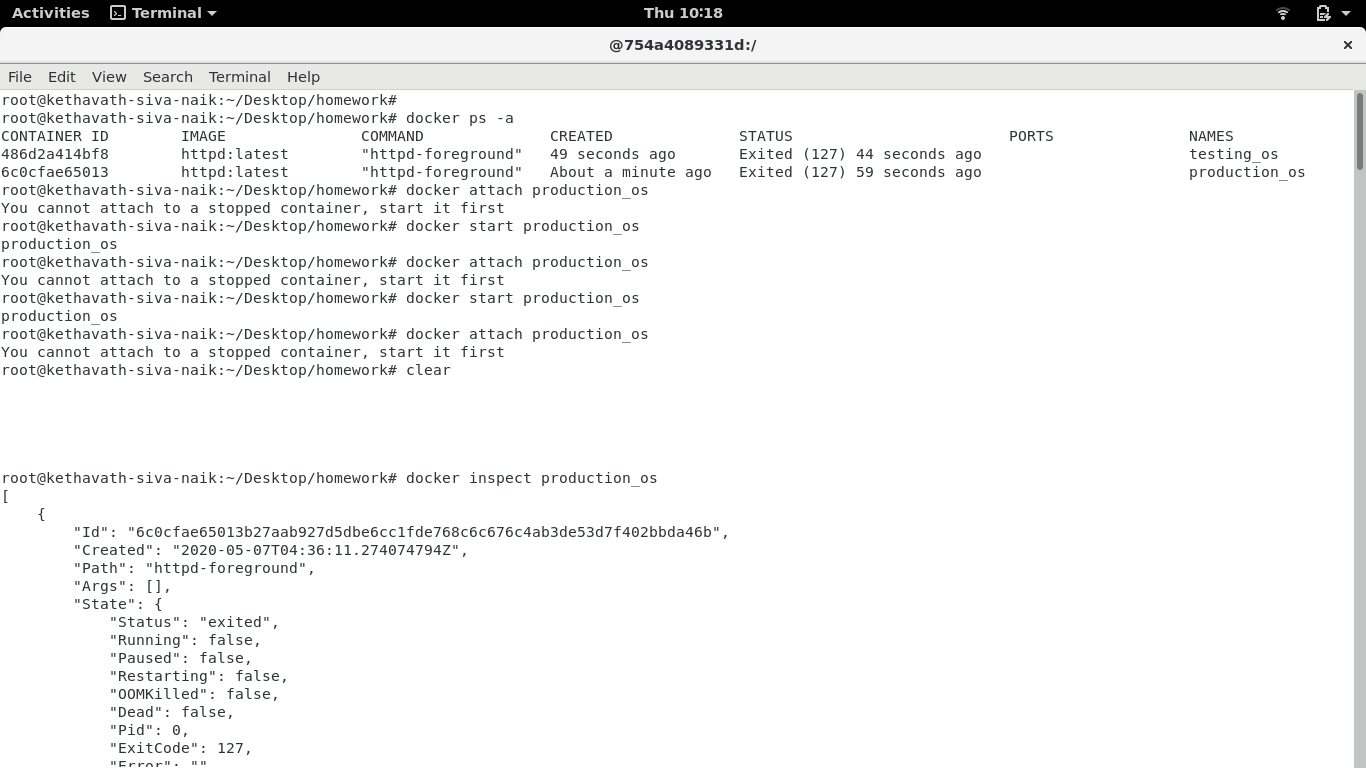 Activities Terminal Thu 10:18
@754a4089331d:/ ×
File Edit View Search Terminal Help
root@kethavath-siva-naik:~/Desktop/homework#
root@kethavath-siva-naik:~/Desktop/homework# docker ps -a
CONTAINER ID        IMAGE               COMMAND              CREATED              STATUS                        PORTS               NAMES
486d2a414bf8        httpd:latest        "httpd-foreground"   49 seconds ago       Exited (127) 44 seconds ago                       testing_os
6c0cfae65013        httpd:latest        "httpd-foreground"   About a minute ago   Exited (127) 59 seconds ago                       production_os
root@kethavath-siva-naik:~/Desktop/homework# docker attach production_os
You cannot attach to a stopped container, start it first
root@kethavath-siva-naik:~/Desktop/homework# docker start production_os
production_os
root@kethavath-siva-naik:~/Desktop/homework# docker attach production_os
You cannot attach to a stopped container, start it first
root@kethavath-siva-naik:~/Desktop/homework# docker start production_os
production_os
root@kethavath-siva-naik:~/Desktop/homework# docker attach production_os
You cannot attach to a stopped container, start it first
root@kethavath-siva-naik:~/Desktop/homework# clear
root@kethavath-siva-naik:~/Desktop/homework# docker inspect production_os
[
    {
        "Id": "6c0cfae65013b27aab927d5dbe6cc1fde768c6c676c4ab3de53d7f402bbda46b",
        "Created": "2020-05-07T04:36:11.274074794Z",
        "Path": "httpd-foreground",
        "Args": [],
        "State": {
            "Status": "exited",
            "Running": false,
            "Paused": false,
            "Restarting": false,
            "OOMKilled": false,
            "Dead": false,
            "Pid": 0,
            "ExitCode": 127,
            "Error": ""